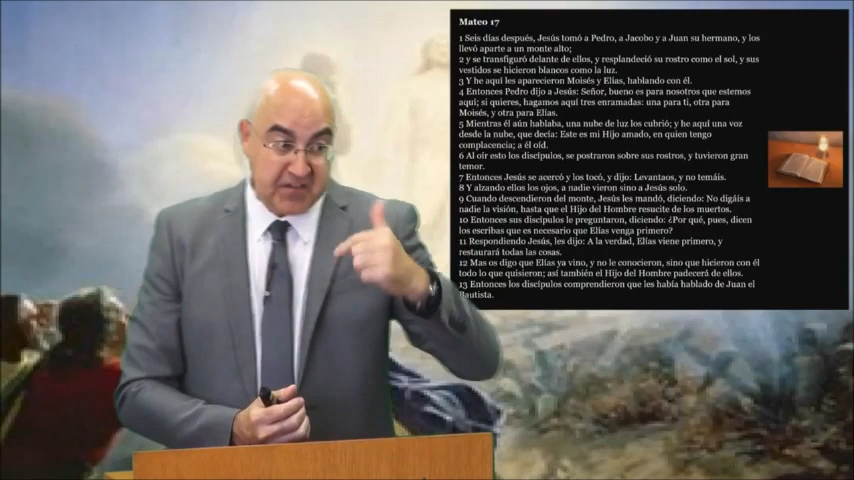 Mateo 17
1 Seis días después, Jesús tomó a Pedro, a Jacobo y a Juan su hermano, y los
llevó aparte a un monte alto;
2 y se transfiguró delante de ellos, y resplandeció su rostro como el sol, y sus
vestidos se hicieron blancos como la luz.
3 Y he aquí les aparecieron Moisés y Elías, hablando con él.
4 Entonces Pedro dijo a Jesús: Señor, bueno es para nosotros que estemos
aquí; si quieres, hagamos aquí tres enramadas: una para ti, otra para
Moisés, y otra para Elías.
5 Mientras él aún hablaba, una nube de luz los cubrió; y he aquí una voz
desde la nube, que decía: Este es mi Hijo amado, en quien tengo
complacencia; a él oíd.
6 Al oír esto los discípulos, se postraron sobre sus rostros, y tuvieron gran
temor.
7 Entonces Jesús se acercó y los tocó, y dijo: Levantaos, y no temáis.
8 Y alzando ellos los ojos, a nadie vieron sino a Jesús solo.
9 Cuando descendieron del monte, Jesús les mandó, diciendo: No digáis a
nadie la visión, hasta que el Hijo del Hombre resucite de los muertos.
10 Entonces sus discípulos le preguntaron, diciendo: ¿Por qué, pues, dicen
los escribas que es necesario que Elías venga primero?
11 Respondiendo Jesús, les dijo: A la verdad, Elías viene primero, y
restaurará todas las cosas.
12 Mas os digo que Elías ya vino, y no le conocieron, sino que hicieron con él
todo lo que quisieron; así también el Hijo del Hombre padecerá de ellos.
13 Entonces los discípulos comprendieron que les había hablado de Juan el
Bautista.